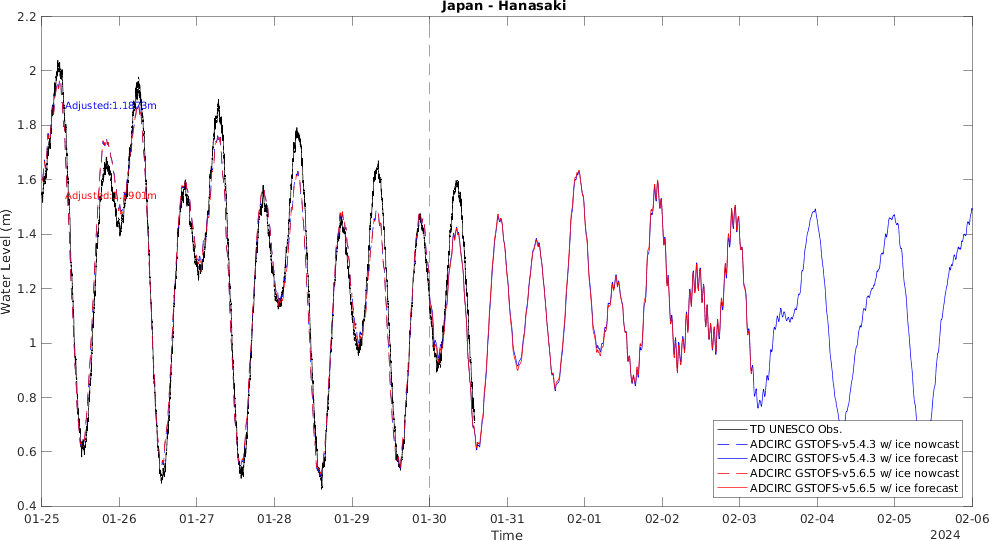 Japan - Hanasaki
Water Level (m)
2.2
2
1.8
1.6
1.4
1.2
1
0.8
0.6
0.4
Adjusted:1.1873m
Adjusted:1.1901m
TD UNESCO Obs.
ADCIRC GSTOFS-v5.4.3 w/ ice nowcast
ADCIRC GSTOFS-v5.4.3 w/ ice forecast
ADCIRC GSTOFS-v5.6.5 w/ ice nowcast
ADCIRC GSTOFS-v5.6.5 w/ ice forecast
01-25 01-26 01-27 01-28 01-29 01-30 01-31 02-01 02-02 02-03 02-04 02-05 02-06
Time
2024